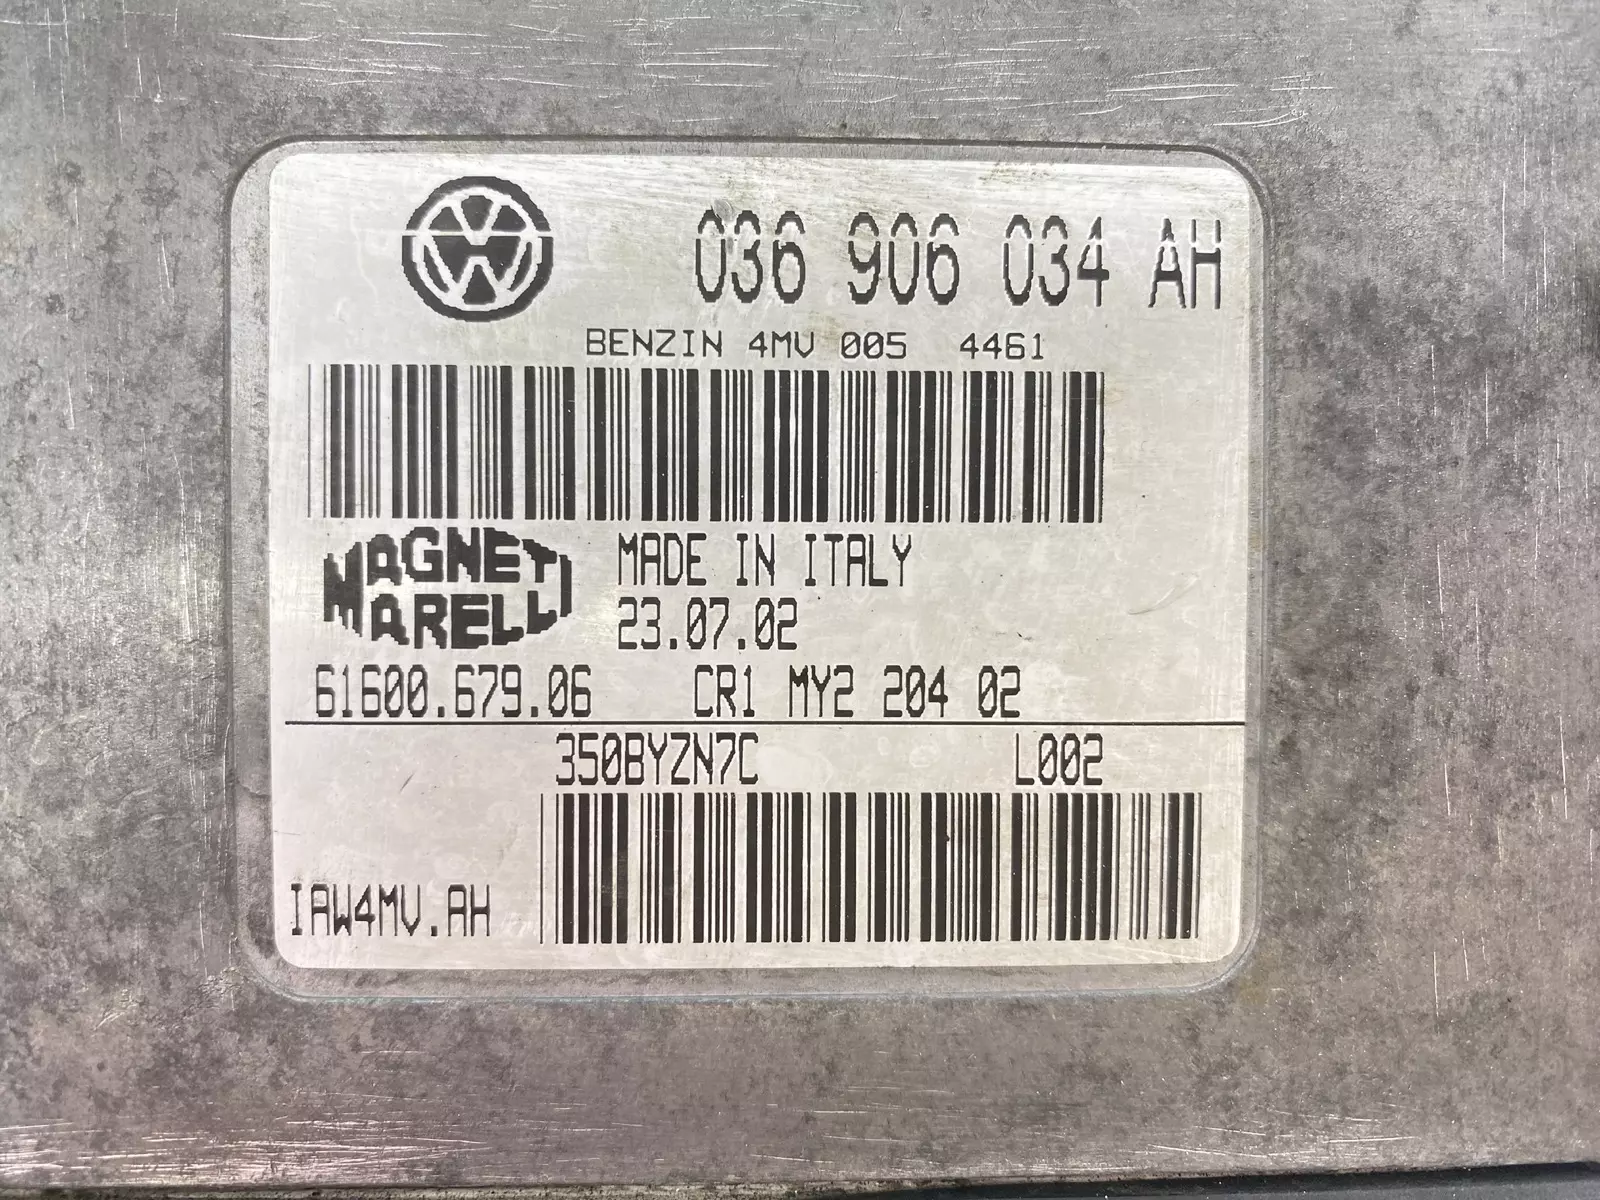 036 906 034 AH
BENZIN 4MV 005 4461
MAGNETI MARELLI
MADE IN ITALY
23.07.02
61600.679.06 CR1 MY2 204 02
350BYZN7C L002
IAW4MV.AH